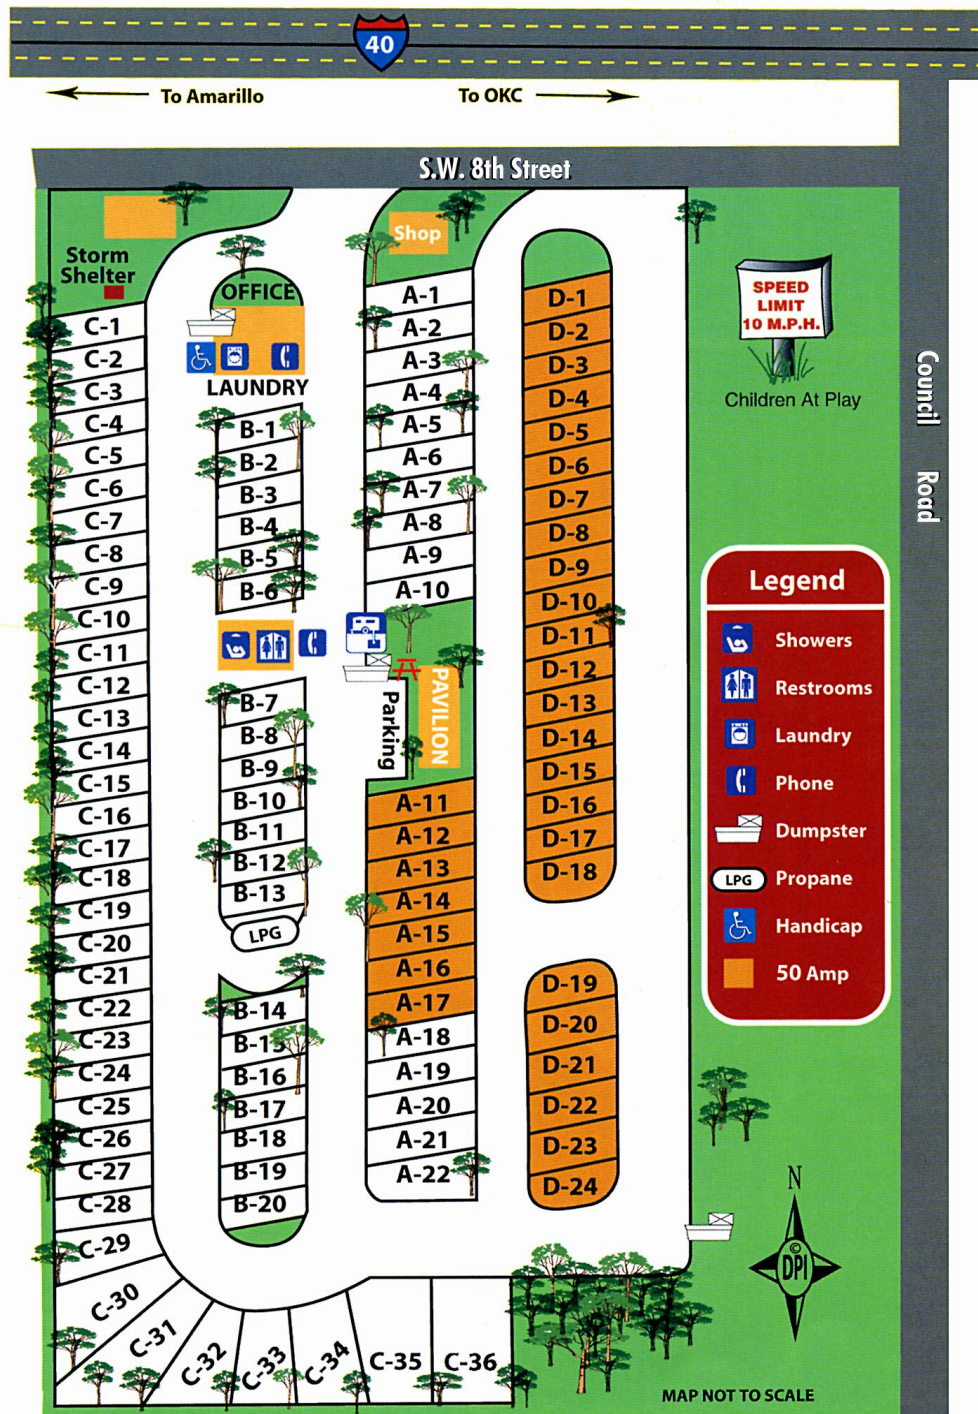 40
To Amarillo
To OKC
S.W. 8th Street
Shop
Storm
Shelter
OFFICE
LAUNDRY
C-1
C-2
C-3
C-4
C-5
C-6
C-7
C-8
C-9
C-10
C-11
C-12
C-13
C-14
C-15
C-16
C-17
C-18
C-19
C-20
C-21
C-22
C-23
C-24
C-25
C-26
C-27
C-28
C-29
C-30
C-31
C-32
C-33
C-34
C-35
C-36
B-1
B-2
B-3
B-4
B-5
B-6
B-7
B-8
B-9
B-10
B-11
B-12
B-13
LPG
B-14
B-15
B-16
B-17
B-18
B-19
B-20
A-1
A-2
A-3
A-4
A-5
A-6
A-7
A-8
A-9
A-10
Parking
PAVILION
A-11
A-12
A-13
A-14
A-15
A-16
A-17
A-18
A-19
A-20
A-21
A-22
D-1
D-2
D-3
D-4
D-5
D-6
D-7
D-8
D-9
D-10
D-11
D-12
D-13
D-14
D-15
D-16
D-17
D-18
D-19
D-20
D-21
D-22
D-23
D-24
SPEED
LIMIT
10 M.P.H.
Children At Play
Council Road
Legend
Showers
Restrooms
Laundry
Phone
Dumpster
LPG Propane
Handicap
50 Amp
N
©
DPI
MAP NOT TO SCALE